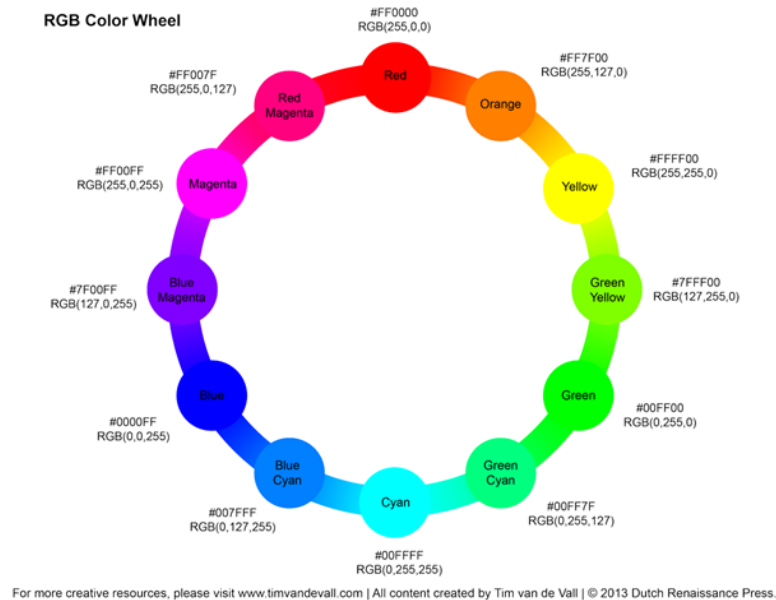 RGB Color Wheel
#FF0000
RGB(255,0,0)
Red
#FF7F00
RGB(255,127,0)
Orange
#FFFF00
RGB(255,255,0)
Yellow
#7FFF00
RGB(127,255,0)
Green
Yellow
#00FF00
RGB(0,255,0)
Green
#00FF7F
RGB(0,255,127)
Green
Cyan
#00FFFF
RGB(0,255,255)
Cyan
#007FFF
RGB(0,127,255)
Blue
Cyan
#0000FF
RGB(0,0,255)
Blue
#7F00FF
RGB(127,0,255)
Blue
Magenta
#FF00FF
RGB(255,0,255)
Magenta
#FF007F
RGB(255,0,127)
Red
Magenta
For more creative resources, please visit www.timvandevall.com | All content created by Tim van de Vall | © 2013 Dutch Renaissance Press.